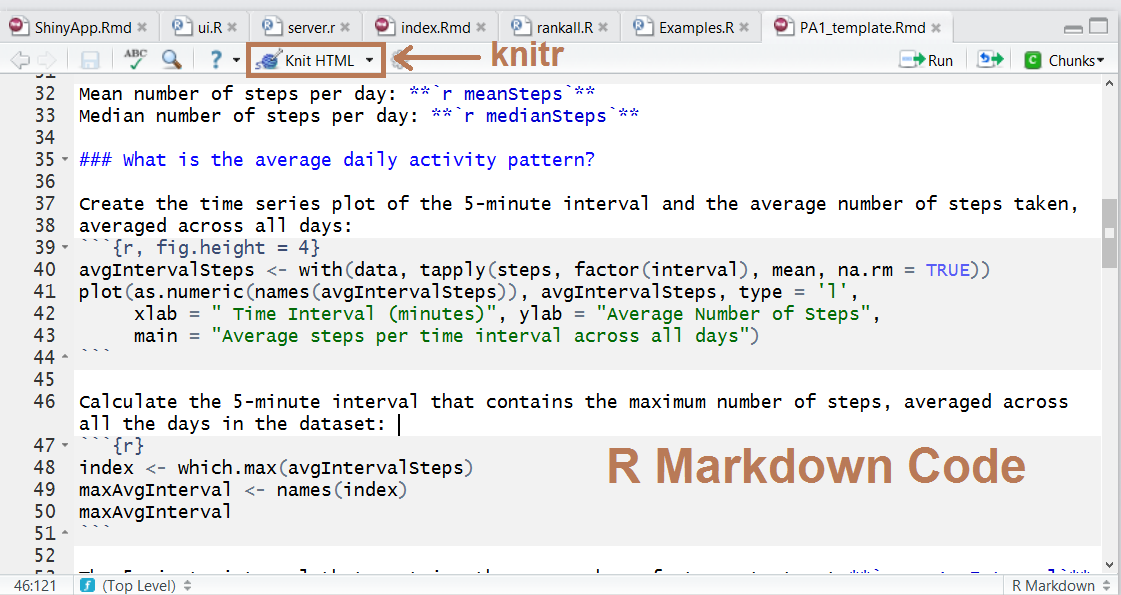 ShinyApp.Rmd ui.R server.r index.Rmd rankall.R Examples.R PA1_template.Rmd
ABC ? Knit HTML knitr Run C Chunks
32 Mean number of steps per day: **`r meanSteps`**
33 Median number of steps per day: **`r medianSteps`**
34
35 ### What is the average daily activity pattern?
36
37 Create the time series plot of the 5-minute interval and the average number of steps taken,
38 averaged across all days:
39 ```{r, fig.height = 4}
40 avgIntervalSteps <- with(data, tapply(steps, factor(interval), mean, na.rm = TRUE))
41 plot(as.numeric(names(avgIntervalSteps)), avgIntervalSteps, type = 'l',
42 xlab = " Time Interval (minutes)", ylab = "Average Number of Steps",
43 main = "Average steps per time interval across all days")
44 ```
45
46 Calculate the 5-minute interval that contains the maximum number of steps, averaged across
all the days in the dataset:
47 ```{r}
48 index <- which.max(avgIntervalSteps)
49 maxAvgInterval <- names(index)
50 maxAvgInterval
51 ```
R Markdown Code
52
46:121 (Top Level) R Markdown